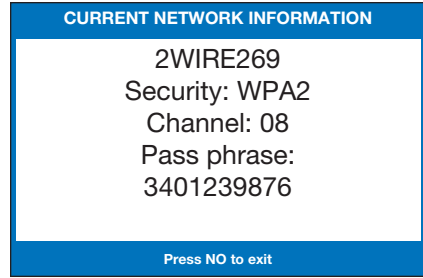 CURRENT NETWORK INFORMATION
2WIRE269
Security: WPA2
Channel: 08
Pass phrase:
3401239876
Press NO to exit